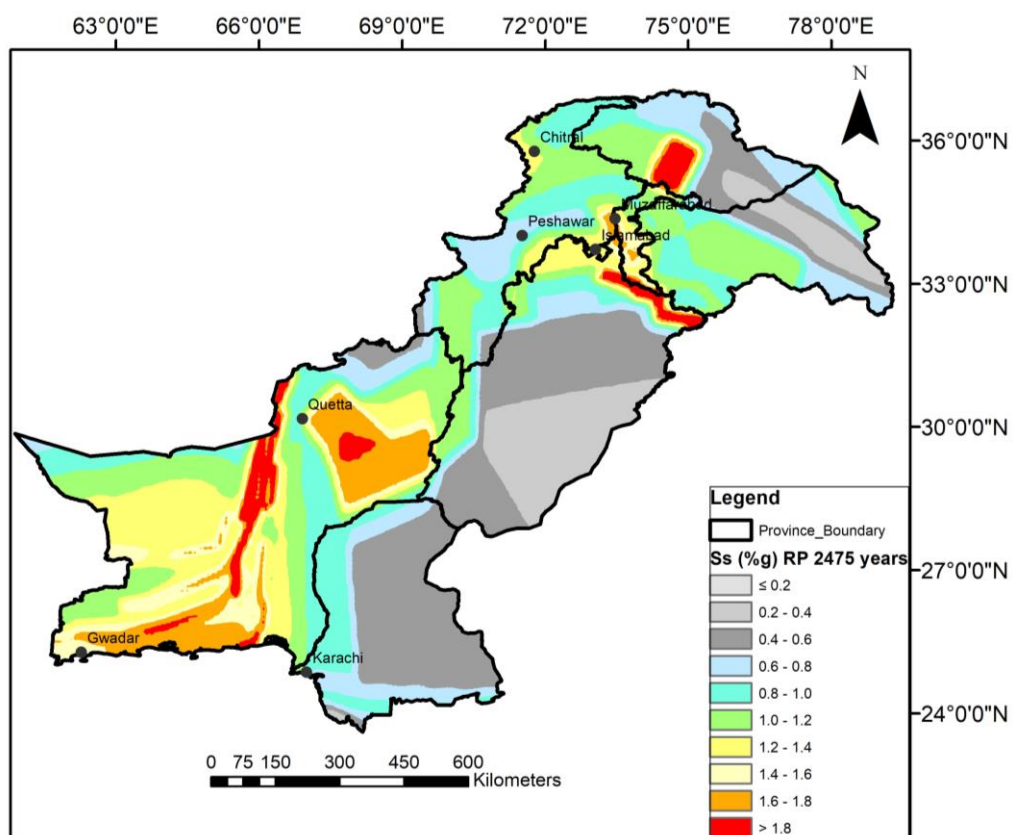 63°0'0"E 66°0'0"E 69°0'0"E 72°0'0"E 75°0'0"E 78°0'0"E
N
36°0'0"N
Chitral
Muzaffarabad
Peshawar
Islamabad
33°0'0"N
Quetta
30°0'0"N
Legend
Province_Boundary
Ss (%g) RP 2475 years
≤ 0.2
27°0'0"N
0.2 - 0.4
0.4 - 0.6
Gwadar
0.6 - 0.8
Karachi
0.8 - 1.0
24°0'0"N
1.0 - 1.2
1.2 - 1.4
0 75 150 300 450 600
Kilometers
1.4 - 1.6
1.6 - 1.8
> 1.8